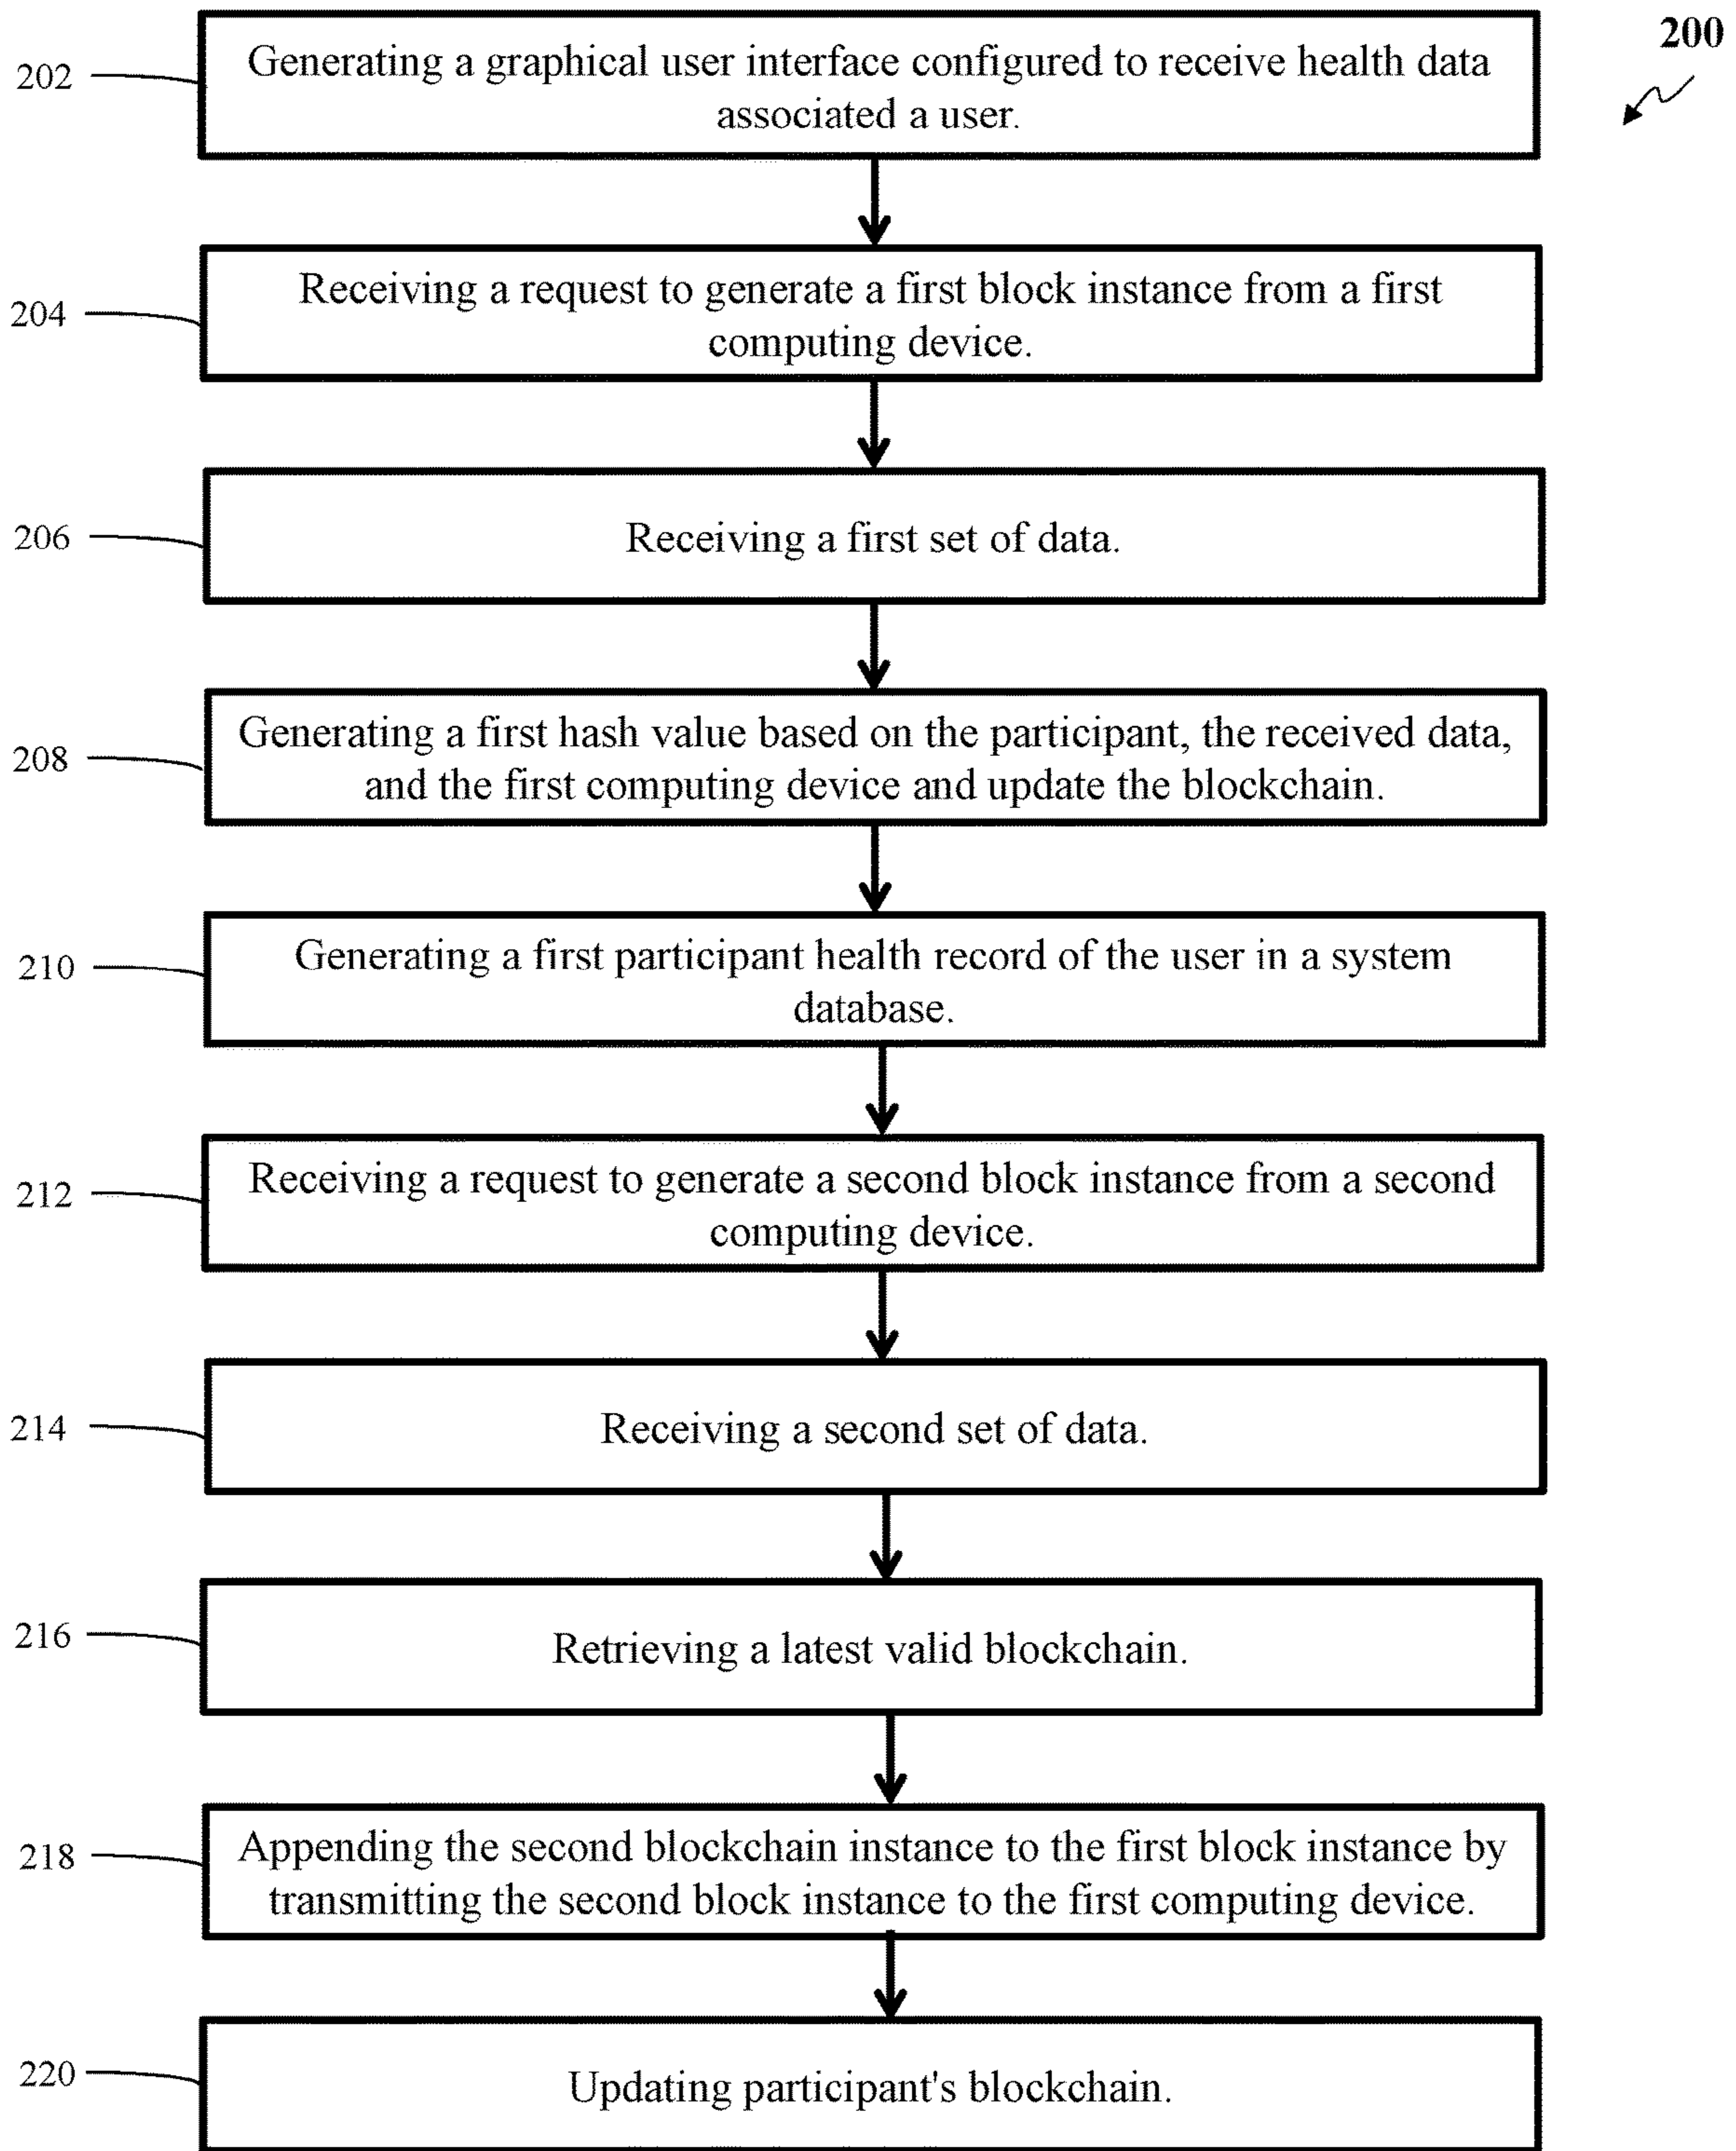 200
202
Generating a graphical user interface configured to receive health data
associated a user.
204
Receiving a request to generate a first block instance from a first
computing device.
206
Receiving a first set of data.
208
Generating a first hash value based on the participant, the received data,
and the first computing device and update the blockchain.
210
Generating a first participant health record of the user in a system
database.
212
Receiving a request to generate a second block instance from a second
computing device.
214
Receiving a second set of data.
216
Retrieving a latest valid blockchain.
218
Appending the second blockchain instance to the first block instance by
transmitting the second block instance to the first computing device.
220
Updating participant's blockchain.